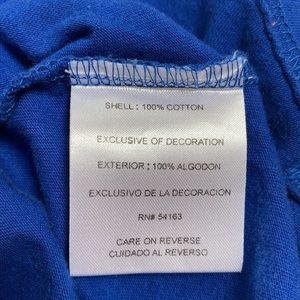 SHELL : 100% COTTON
EXCLUSIVE OF DECORATION
EXTERIOR : 100% ALGODON
EXCLUSIVO DE LA DECORACION
RN# 54163
CARE ON REVERSE
CUIDADO AL REVERSO